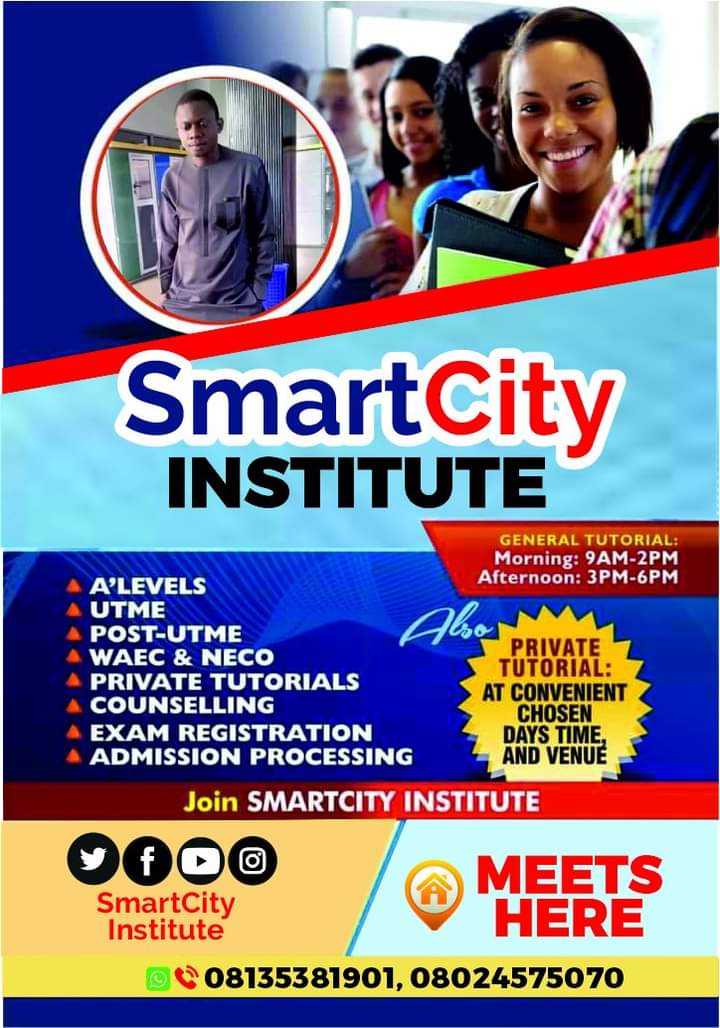 SmartCity
INSTITUTE
GENERAL TUTORIAL:
Morning: 9AM-2PM
Afternoon: 3PM-6PM
A'LEVELS
UTME
POST-UTME
WAEC & NECO
PRIVATE TUTORIALS
COUNSELLING
EXAM REGISTRATION
ADMISSION PROCESSING
Also
PRIVATE
TUTORIAL:
AT CONVENIENT
CHOSEN
DAYS TIME,
AND VENUE
Join SMARTCITY INSTITUTE
SmartCity
Institute
MEETS
HERE
08135381901, 08024575070